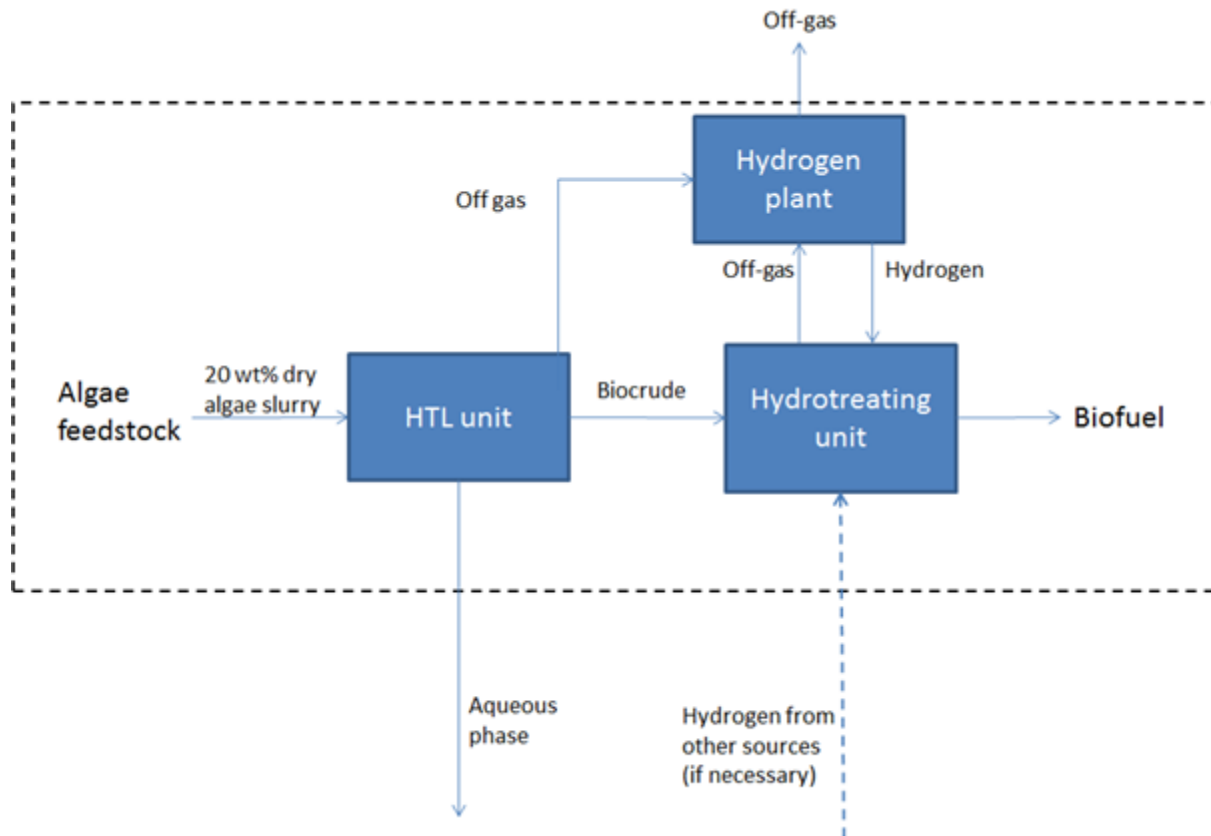 Off-gas
Hydrogen
plant
Off gas
Off-gas
Hydrogen
Algae
feedstock
20 wt% dry
algae slurry
HTL unit
Biocrude
Hydrotreating
unit
Biofuel
Aqueous
phase
Hydrogen from
other sources
(if necessary)